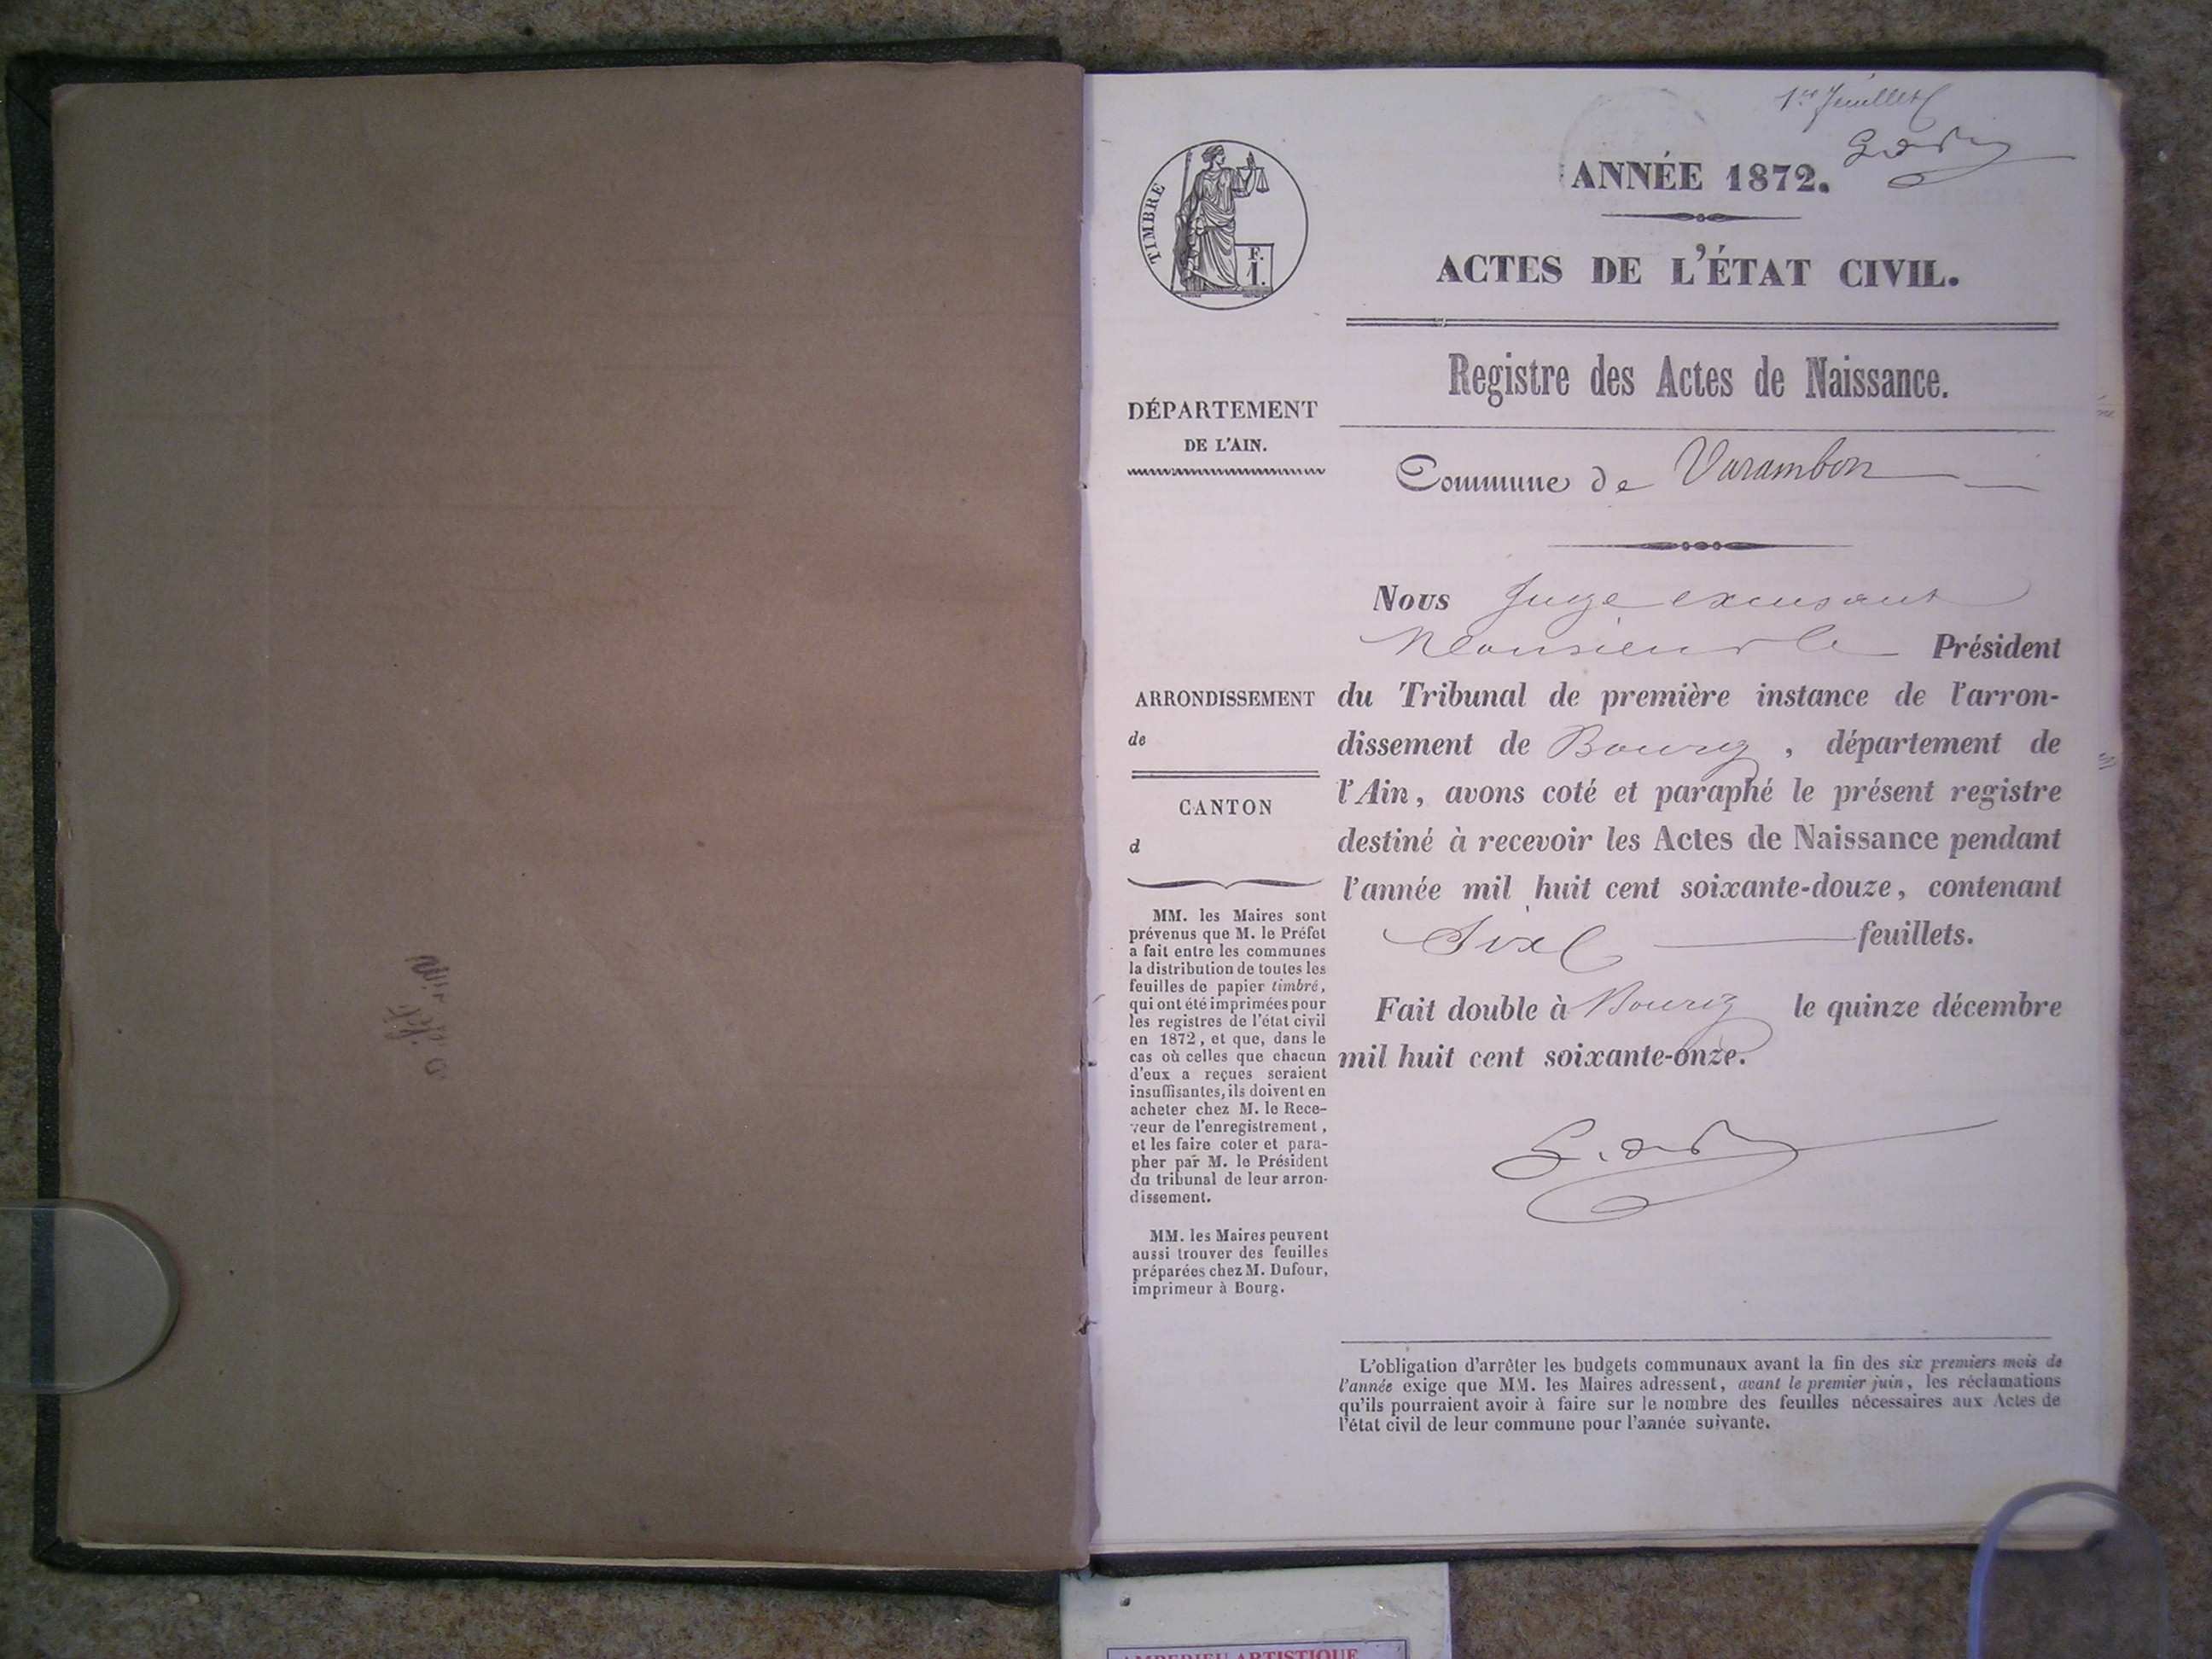 1er feuillet
ANNÉE 1872.
ACTES DE L'ÉTAT CIVIL.
Registre des Actes de Naissance.
Commune de Varambon
TIMBRE
F.
1.
DÉPARTEMENT
DE L'AIN.
ARRONDISSEMENT
de
CANTON
d
MM. les Maires sont
prévenus que M. le Préfet
a fait entre les communes
la distribution de toutes les
feuilles de papier timbré,
qui ont été imprimées pour
les registres de l'état civil
en 1872, et que, dans le
cas où celles que chacun
d'eux a reçues seraient
insuffisantes, ils doivent en
acheter chez M. le Rece-
veur de l'enregistrement,
et les faire coter et para-
pher par M. le Président
du tribunal de leur arron-
dissement.
MM. les Maires peuvent
aussi trouver des feuilles
préparées chez M. Dufour,
imprimeur à Bourg.
Nous Juge excusant
Monsieur le Président
du Tribunal de première instance de l'arron-
dissement de Bourg, département de
l'Ain, avons coté et paraphé le présent registre
destiné à recevoir les Actes de Naissance pendant
l'année mil huit cent soixante-douze, contenant
Six feuillets.
Fait double à Bourg le quinze décembre
mil huit cent soixante-onze.
L'obligation d'arrêter les budgets communaux avant la fin des six premiers mois de
l'année exige que MM. les Maires adressent, avant le premier juin, les réclamations
qu'ils pourraient avoir à faire sur le nombre des feuilles nécessaires aux Actes de
l'état civil de leur commune pour l'année suivante.
AMBERIEU ARTISTIQUE